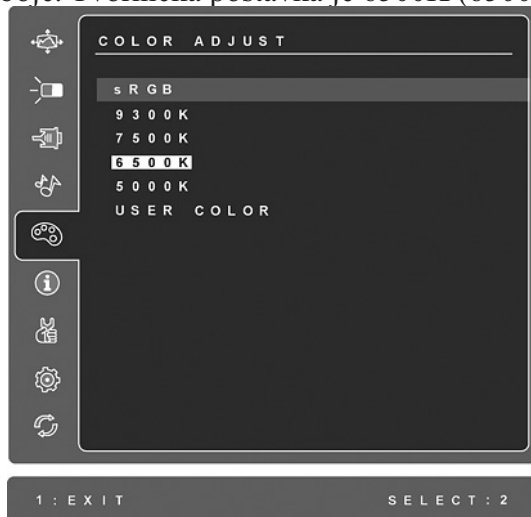 COLOR ADJUST
sRGB
9300K
7500K
6500K
5000K
USER COLOR
1:EXIT SELECT:2